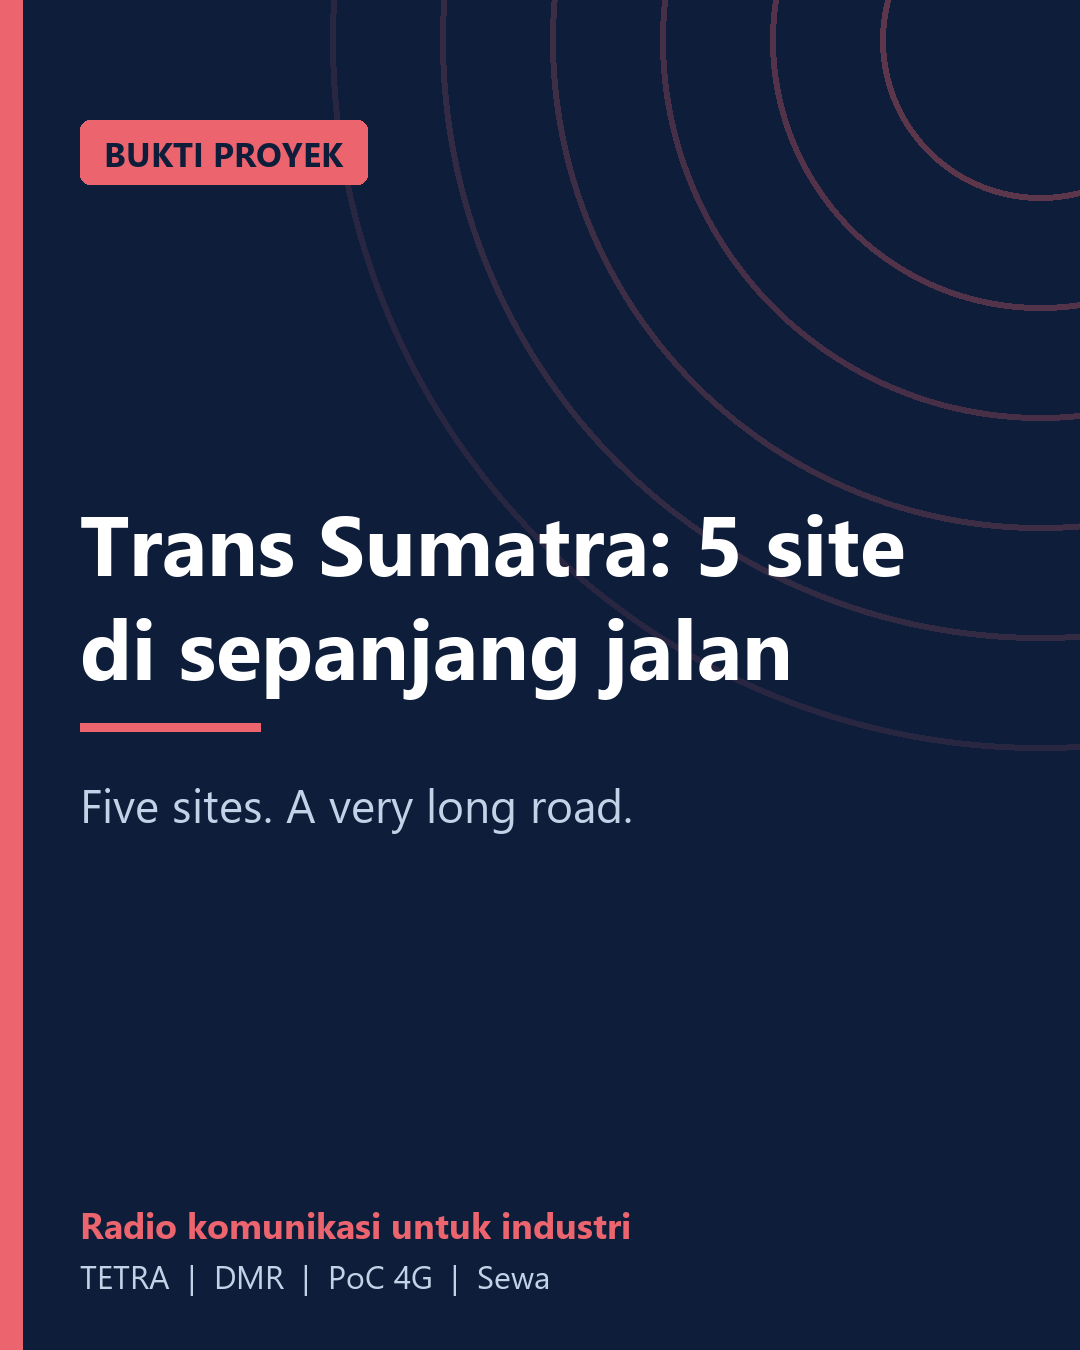 BUKTI PROYEK
Trans Sumatra: 5 site
di sepanjang jalan
Five sites. A very long road.
Radio komunikasi untuk industri
TETRA | DMR | PoC 4G | Sewa